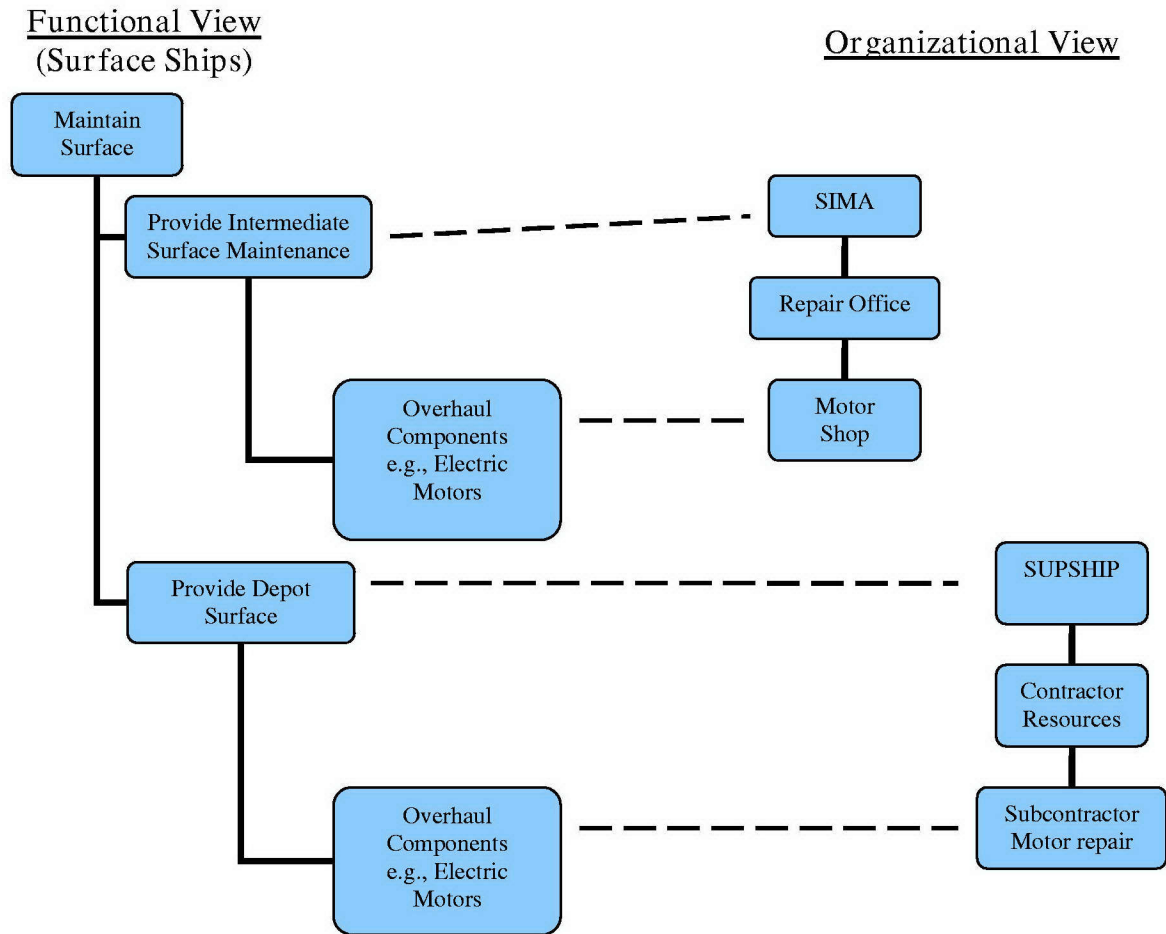 Functional View
(Surface Ships)
Organizational View
Maintain
Surface
Provide Intermediate
Surface Maintenance
SIMA
Repair Office
Overhaul
Components
e.g., Electric
Motors
Motor
Shop
Provide Depot
Surface
SUPSHIP
Contractor
Resources
Overhaul
Components
e.g., Electric
Motors
Subcontractor
Motor repair